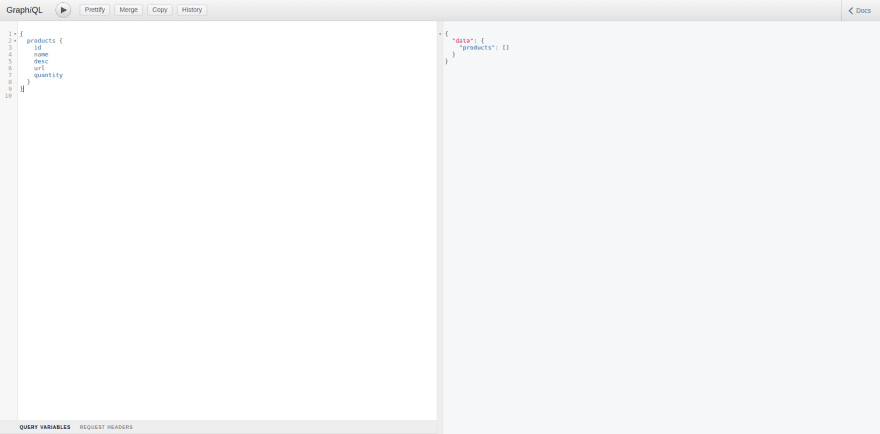 GraphiQL
Prettify Merge Copy History
Docs
1 {
2 products {
3 id
4 name
5 desc
6 url
7 quantity
8 }
9 }
10
{
"data": {
"products": []
}
}
QUERY VARIABLES REQUEST HEADERS